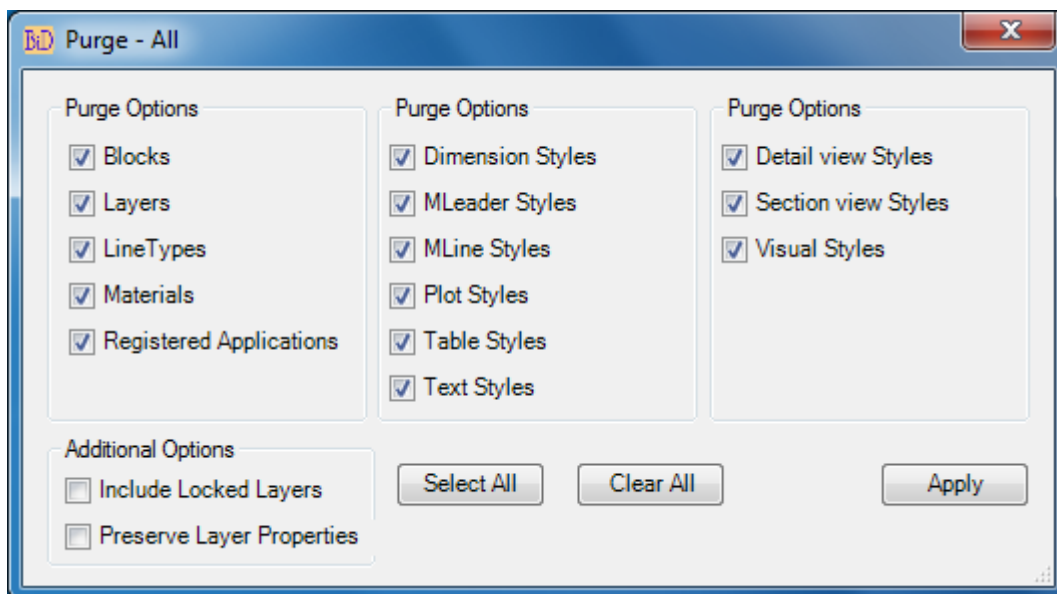 BiD Purge - All
Purge Options
Blocks
Layers
LineTypes
Materials
Registered Applications
Purge Options
Dimension Styles
MLeader Styles
MLine Styles
Plot Styles
Table Styles
Text Styles
Purge Options
Detail view Styles
Section view Styles
Visual Styles
Additional Options
Include Locked Layers
Preserve Layer Properties
Select All
Clear All
Apply